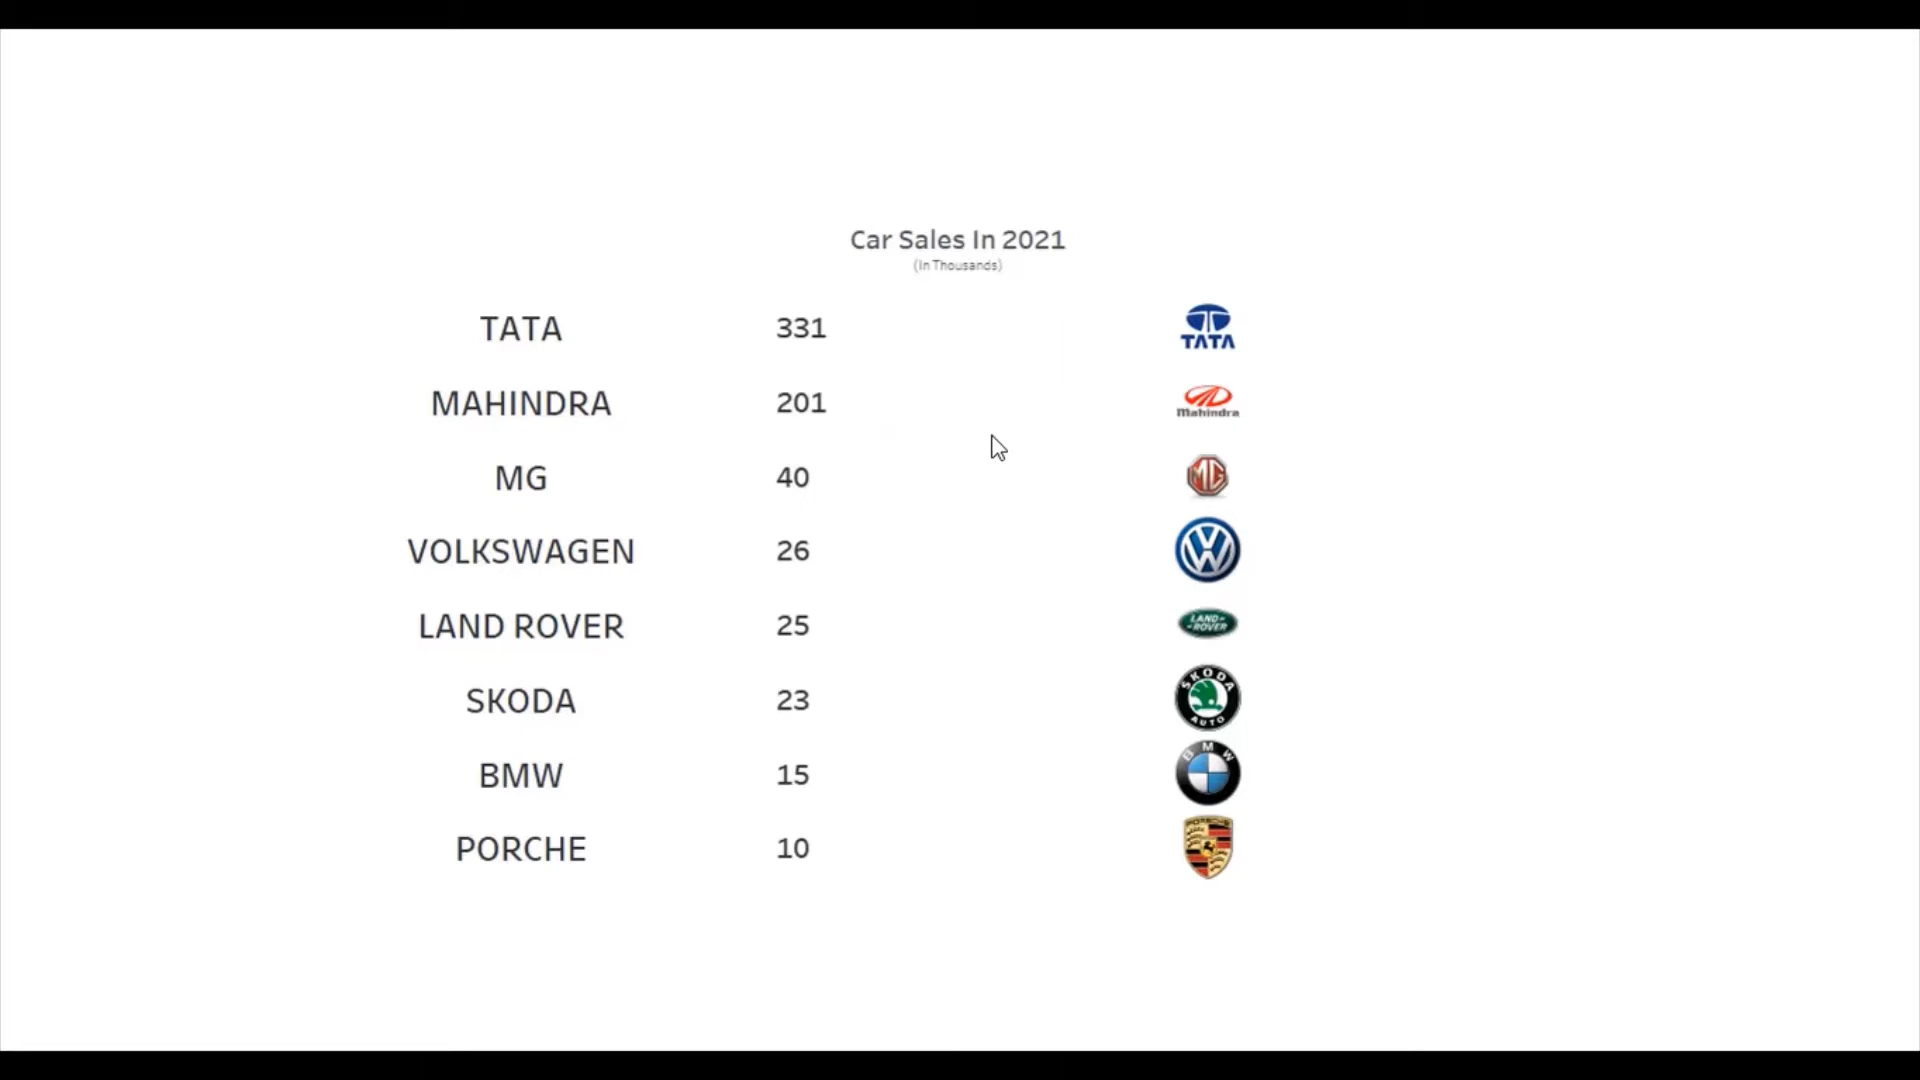 Car Sales In 2021
(In Thousands)
TATA 331 TATA
MAHINDRA 201 Mahindra
MG 40 MG
VOLKSWAGEN 26
LAND ROVER 25 LAND-
-ROVER
SKODA 23 SKODA
AUTO
BMW 15 BMW
PORCHE 10 PORSCHE